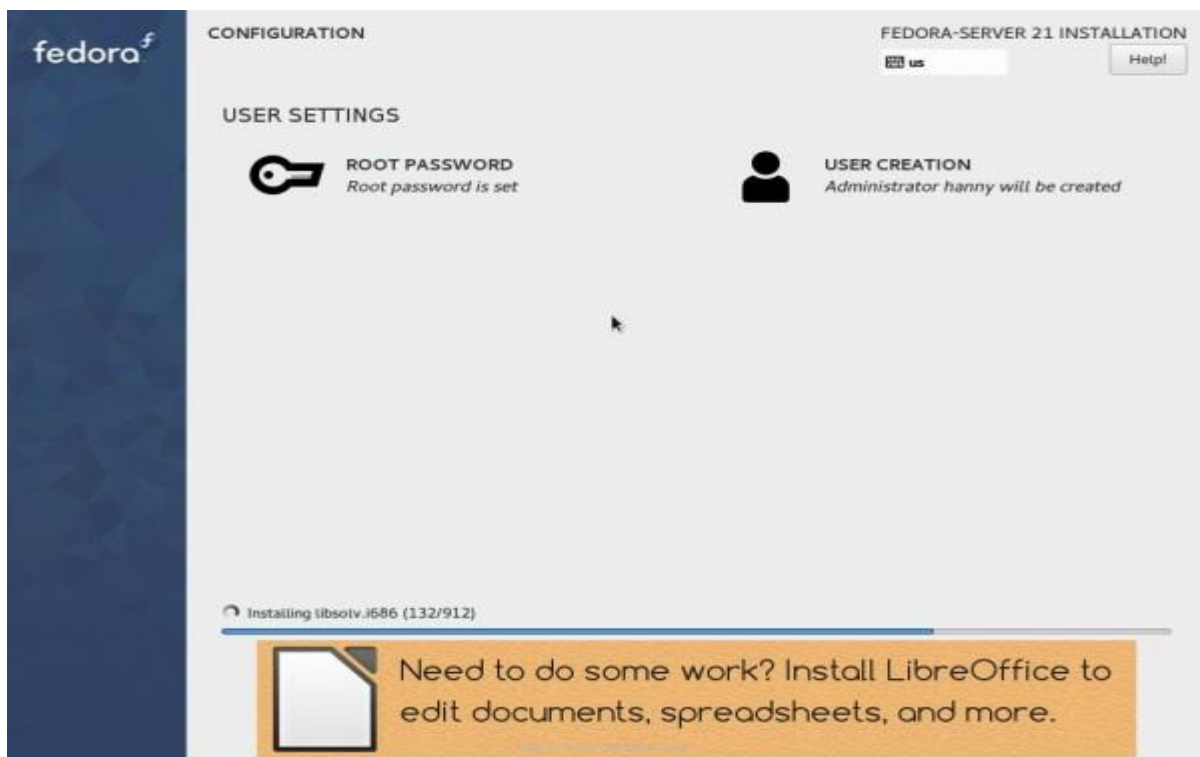 fedora
CONFIGURATION
FEDORA-SERVER 21 INSTALLATION
us
Help!
USER SETTINGS
ROOT PASSWORD
Root password is set
USER CREATION
Administrator hanny will be created
Installing libsolv.i686 (132/912)
Need to do some work? Install LibreOffice to
edit documents, spreadsheets, and more.